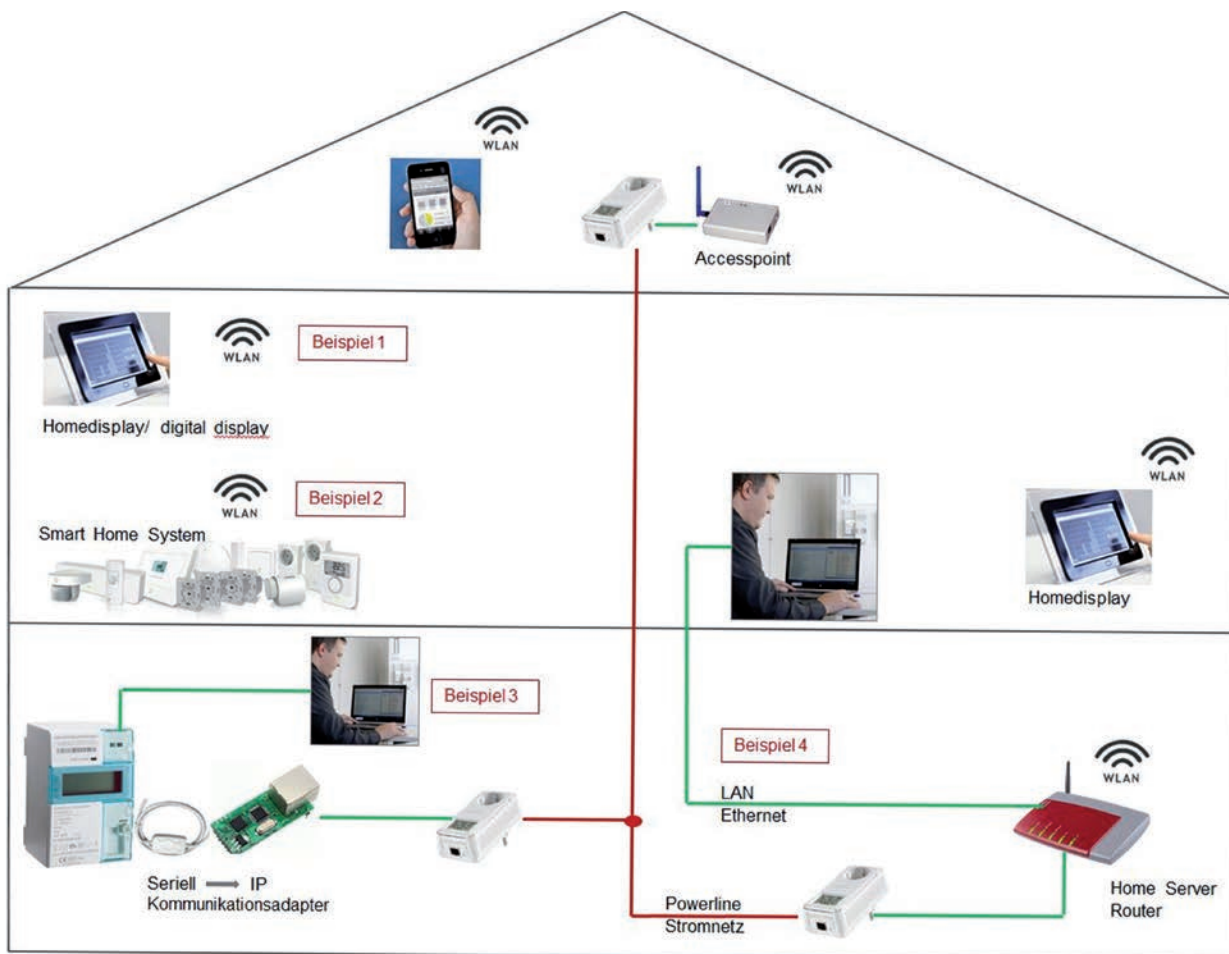 WLAN
WLAN
Accesspoint
WLAN
Beispiel 1
Homedisplay/ digital display
WLAN
Beispiel 2
Smart Home System
WLAN
Homedisplay
Beispiel 3
Beispiel 4
WLAN
LAN
Ethernet
Seriell → IP
Kommunikationsadapter
Powerline
Stromnetz
Home Server
Router